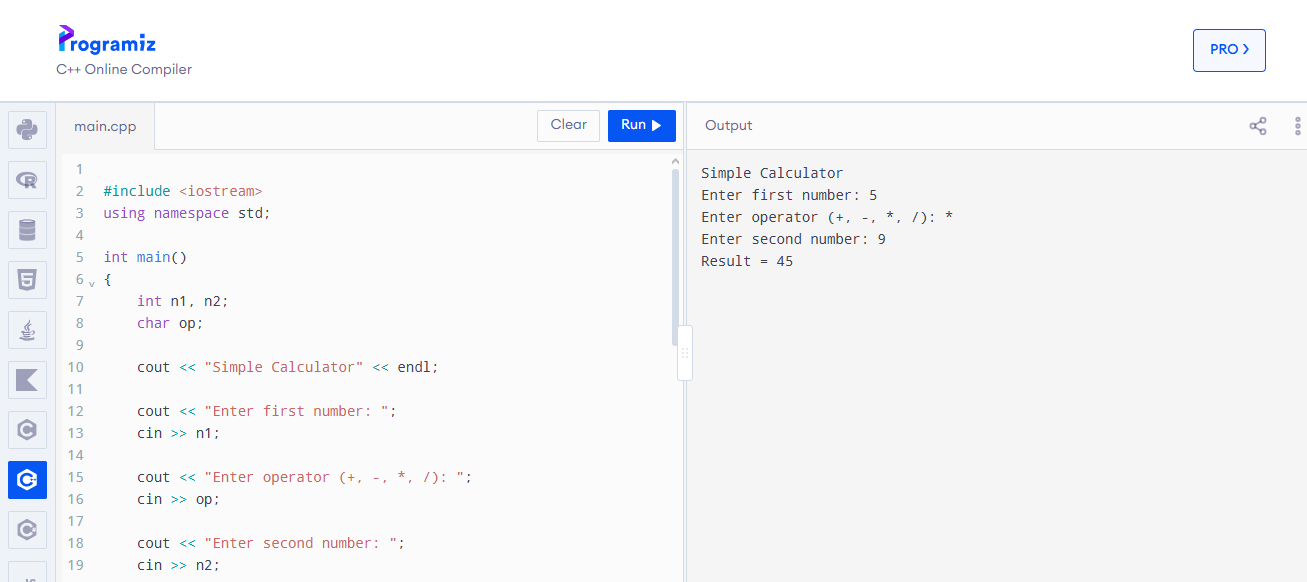 Programiz
C++ Online Compiler
PRO
main.cpp
Clear
Run
Output
1
2 #include <iostream>
3 using namespace std;
4
5 int main()
6 {
7     int n1, n2;
8     char op;
9
10     cout << "Simple Calculator" << endl;
11
12     cout << "Enter first number: ";
13     cin >> n1;
14
15     cout << "Enter operator (+, -, *, /): ";
16     cin >> op;
17
18     cout << "Enter second number: ";
19     cin >> n2;
Simple Calculator
Enter first number: 5
Enter operator (+, -, *, /): *
Enter second number: 9
Result = 45